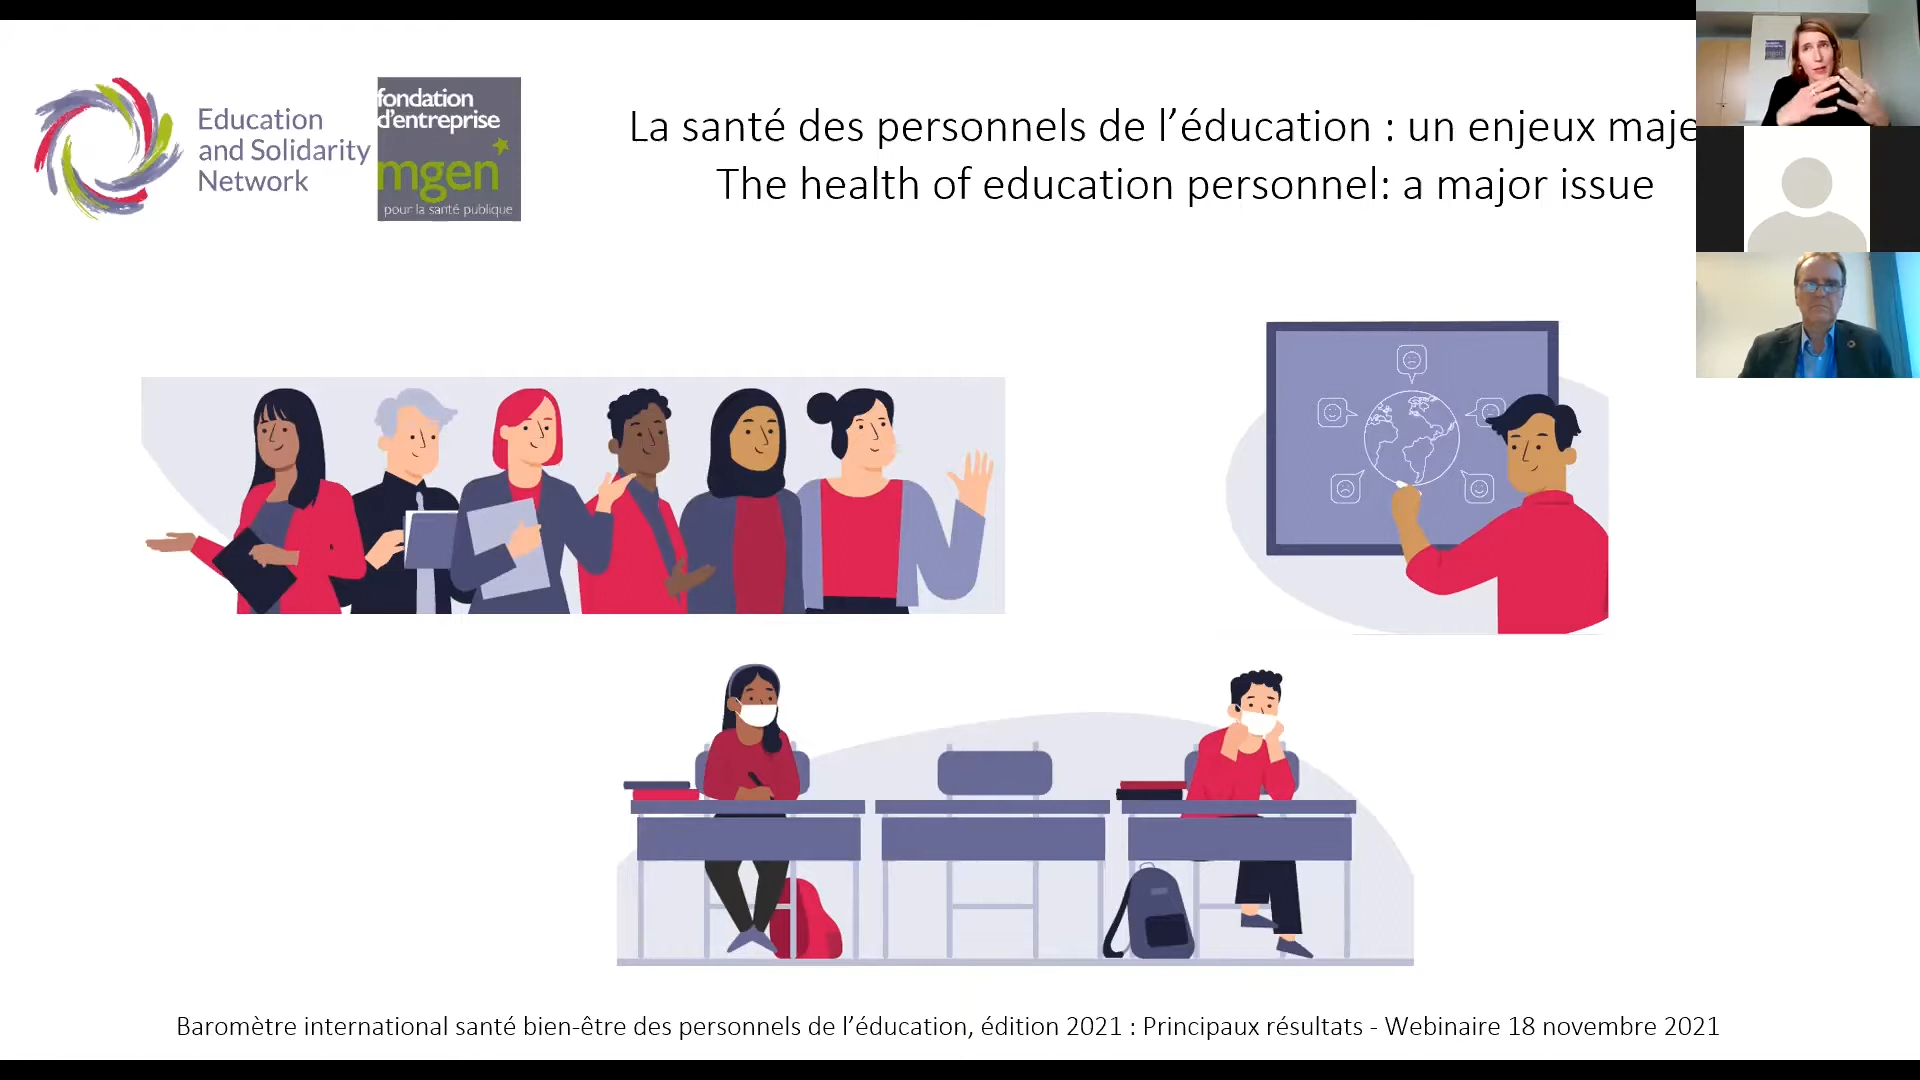 Education
and Solidarity
Network
fondation
d’entreprise
mgen
pour la santé publique
La santé des personnels de l’éducation : un enjeux maje
The health of education personnel: a major issue
Baromètre international santé bien-être des personnels de l’éducation, édition 2021 : Principaux résultats - Webinaire 18 novembre 2021